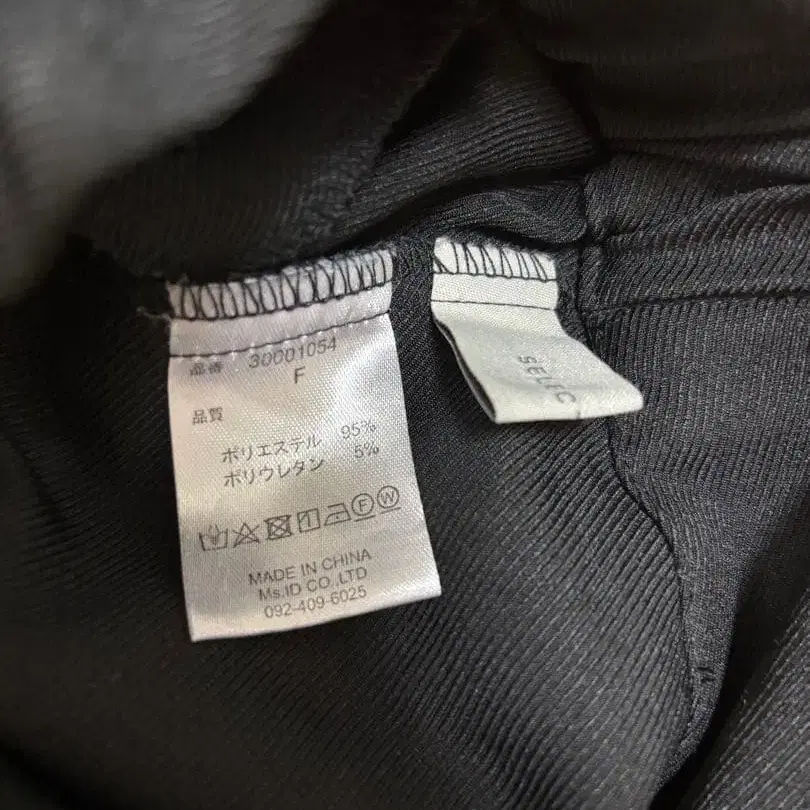 品番 30001054
F
品質
ポリエステル 95%
ポリウレタン 5%
F W
MADE IN CHINA
Ms.ID CO.,LTD
092-409-6025
SELEC